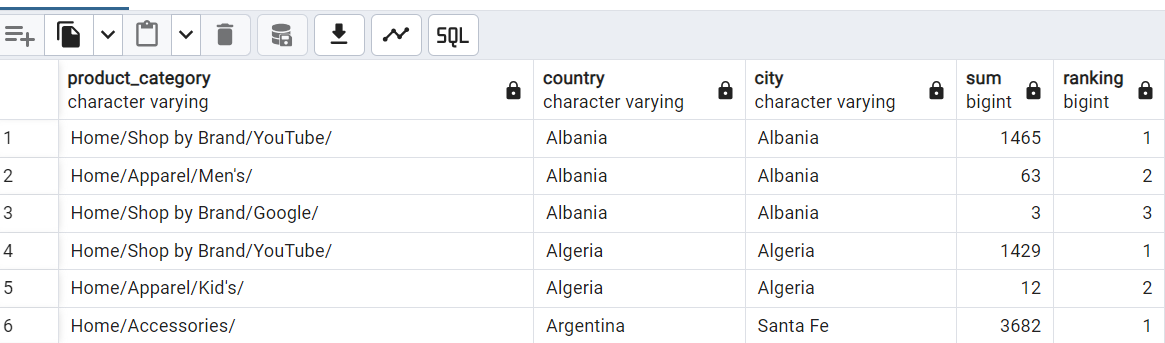 SQL
product_category country city sum ranking
character varying character varying character varying bigint bigint
1 Home/Shop by Brand/YouTube/ Albania Albania 1465 1
2 Home/Apparel/Men's/ Albania Albania 63 2
3 Home/Shop by Brand/Google/ Albania Albania 3 3
4 Home/Shop by Brand/YouTube/ Algeria Algeria 1429 1
5 Home/Apparel/Kid's/ Algeria Algeria 12 2
6 Home/Accessories/ Argentina Santa Fe 3682 1